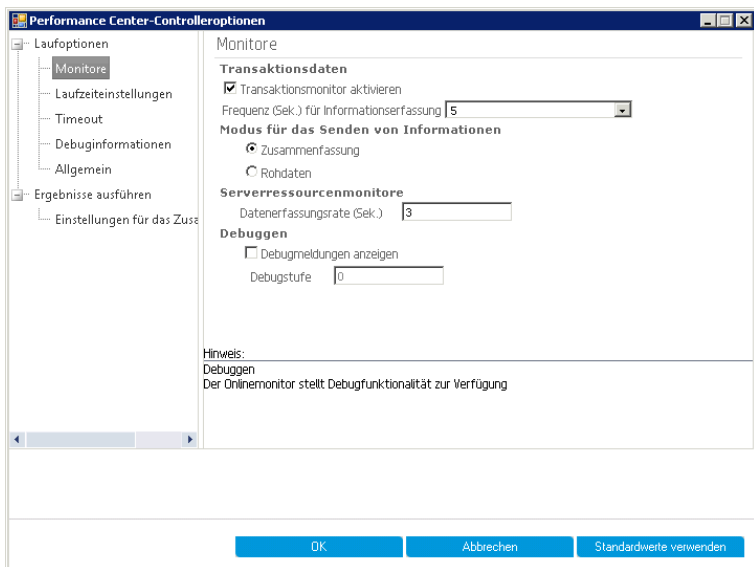 Performance Center-Controlleroptionen
Laufoptionen
Monitore
Laufzeiteinstellungen
Timeout
Debuginformationen
Allgemein
Ergebnisse ausführen
Einstellungen für das Zusa
Monitore
Transaktionsdaten
Transaktionsmonitor aktivieren
Frequenz (Sek.) für Informationserfassung 5
Modus für das Senden von Informationen
Zusammenfassung
Rohdaten
Serverressourcenmonitore
Datenerfassungsrate (Sek.) 3
Debuggen
Debugmeldungen anzeigen
Debugstufe 0
Hinweis:
Debuggen
Der Onlinemonitor stellt Debugfunktionalität zur Verfügung
OK Abbrechen Standardwerte verwenden